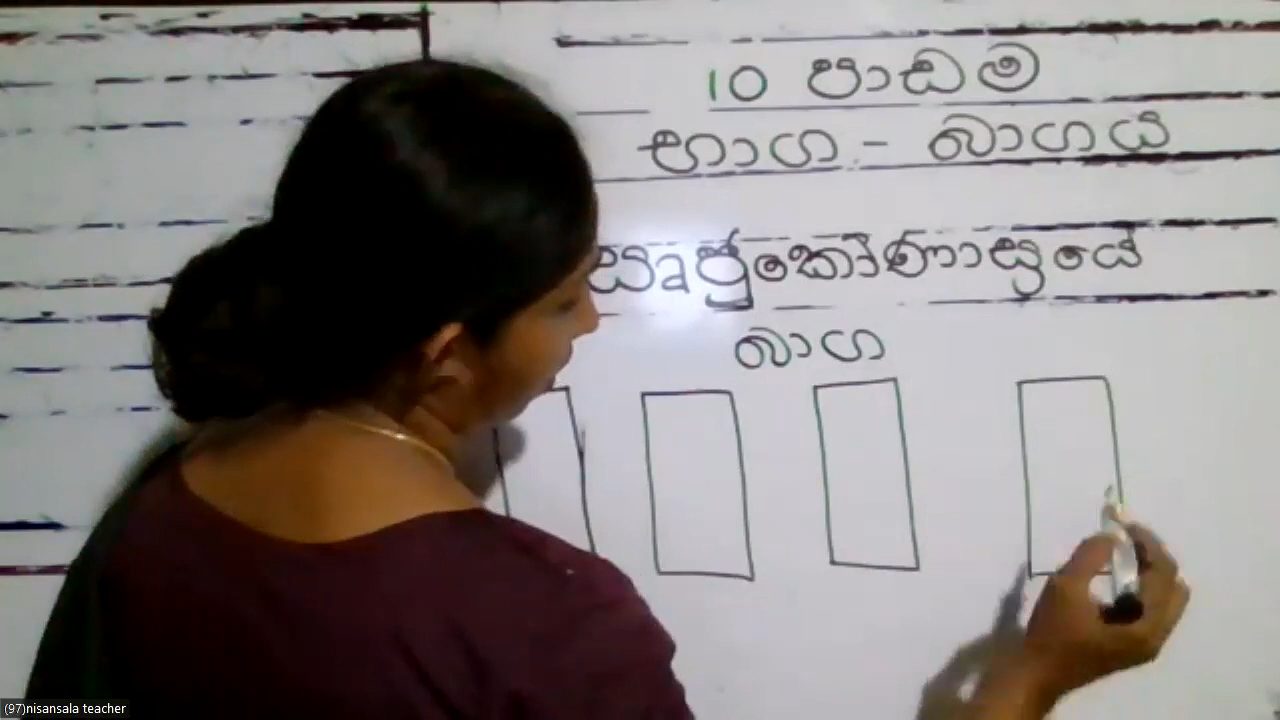 10 පාඩම
භාග - බාගය
සෘජුකෝණාස්‍රයේ
බාග
(97)nisansala teacher